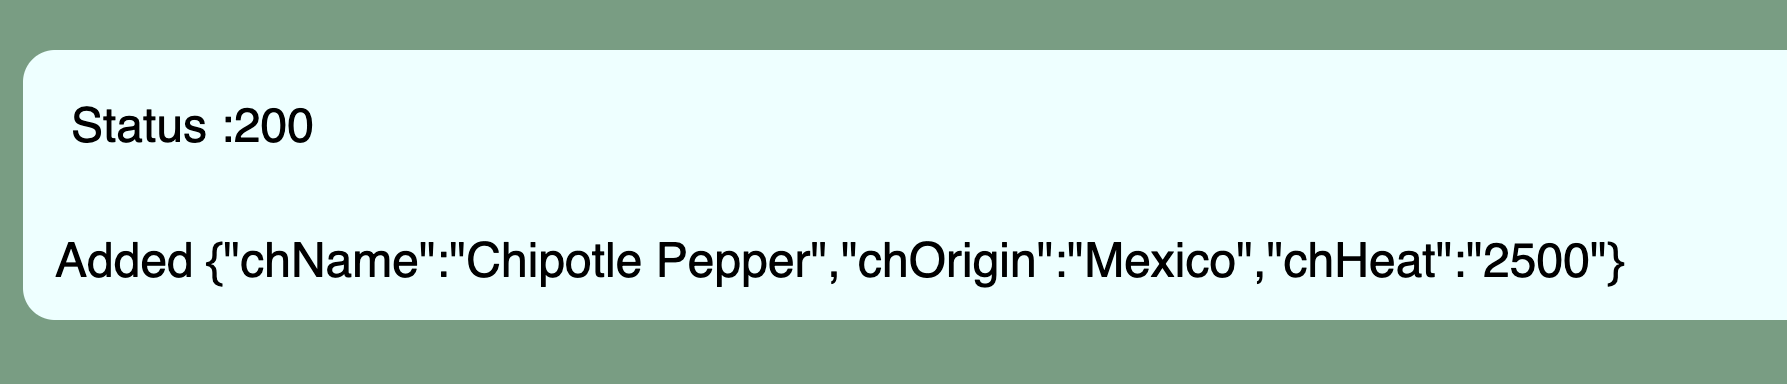 Status :200
Added {"chName":"Chipotle Pepper","chOrigin":"Mexico","chHeat":"2500"}